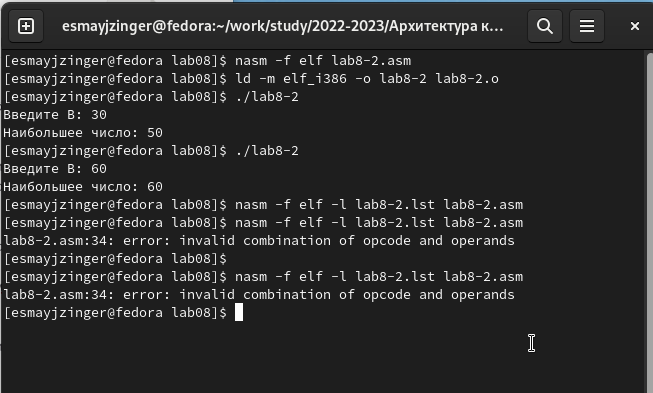 esmayjzinger@fedora:~/work/study/2022-2023/Архитектура к...
[esmayjzinger@fedora lab08]$ nasm -f elf lab8-2.asm
[esmayjzinger@fedora lab08]$ ld -m elf_i386 -o lab8-2 lab8-2.o
[esmayjzinger@fedora lab08]$ ./lab8-2
Введите В: 30
Наибольшее число: 50
[esmayjzinger@fedora lab08]$ ./lab8-2
Введите В: 60
Наибольшее число: 60
[esmayjzinger@fedora lab08]$ nasm -f elf -l lab8-2.lst lab8-2.asm
[esmayjzinger@fedora lab08]$ nasm -f elf -l lab8-2.lst lab8-2.asm
lab8-2.asm:34: error: invalid combination of opcode and operands
[esmayjzinger@fedora lab08]$
[esmayjzinger@fedora lab08]$ nasm -f elf -l lab8-2.lst lab8-2.asm
lab8-2.asm:34: error: invalid combination of opcode and operands
[esmayjzinger@fedora lab08]$